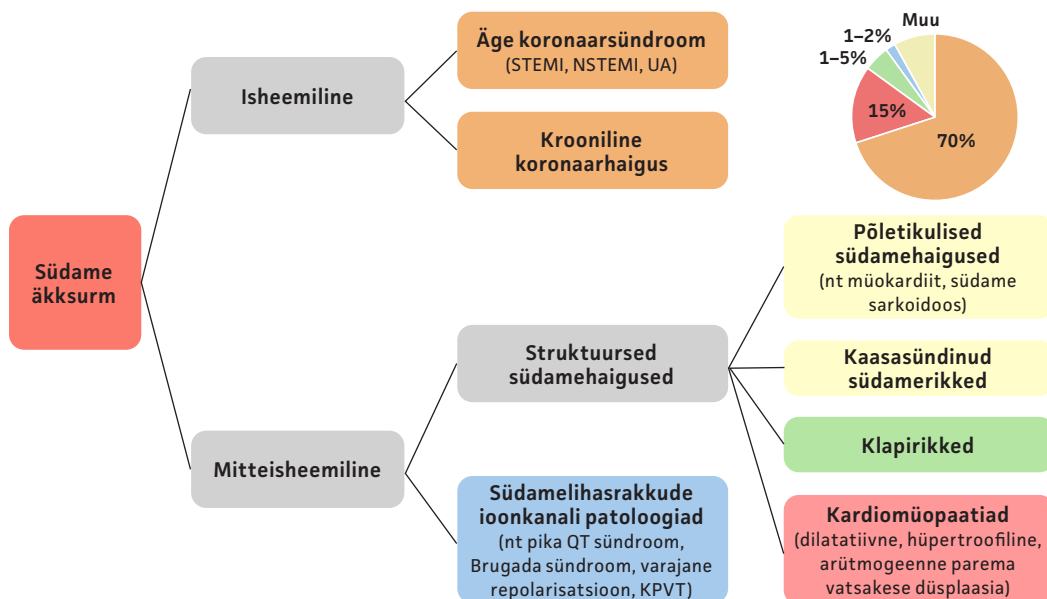 Südame
äkksurm
Isheemiline
Mitteisheemiline
Äge koronaarsündroom
(STEMI, NSTEMI, UA)
Krooniline
koronaarhaigus
Struktuursed
südamehaigused
Südamelihasrakkude
ioonkanali patoloogiad
(nt pika QT sündroom,
Brugada sündroom, varajane
repolarisatsioon, KPVT)
Muu
1–2%
1–5%
15%
70%
Põletikulised
südamehaigused
(nt müokardiit, südame
sarkoidoos)
Kaasasündinud
südamerikked
Klapirikked
Kardiomüopaatiad
(dilatatiivne, hüpertroofiline,
arütmogeenne parema
vatsakese düsplaasia)